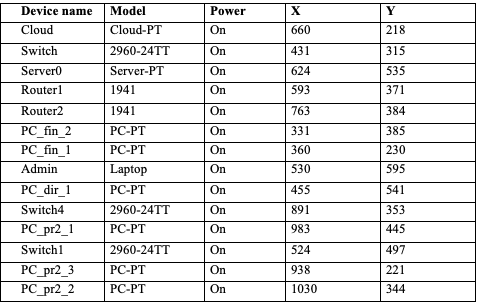 Device name Model Power X Y
Cloud Cloud-PT On 660 218
Switch 2960-24TT On 431 315
Server0 Server-PT On 624 535
Router1 1941 On 593 371
Router2 1941 On 763 384
PC_fin_2 PC-PT On 331 385
PC_fin_1 PC-PT On 360 230
Admin Laptop On 530 595
PC_dir_1 PC-PT On 455 541
Switch4 2960-24TT On 891 353
PC_pr2_1 PC-PT On 983 445
Switch1 2960-24TT On 524 497
PC_pr2_3 PC-PT On 938 221
PC_pr2_2 PC-PT On 1030 344